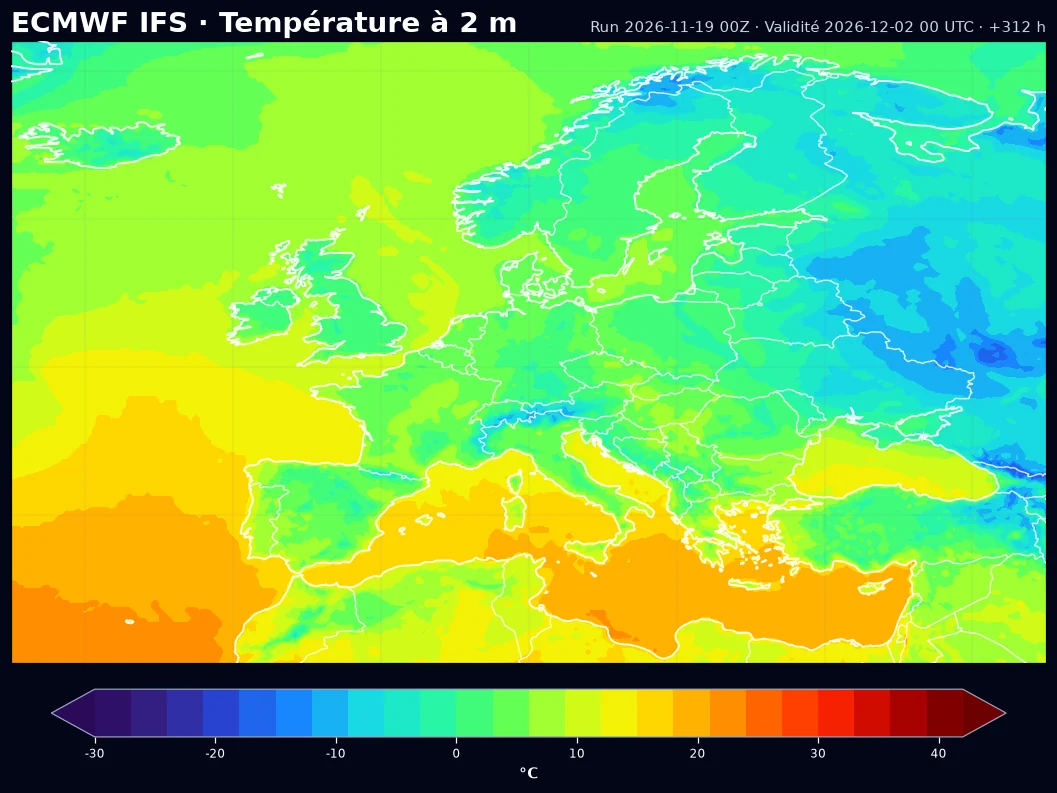 ECMWF IFS · Température à 2 m
Run 2026-11-19 00Z · Validité 2026-12-02 00 UTC · +312 h
-30 -20 -10 0 10 20 30 40
°C